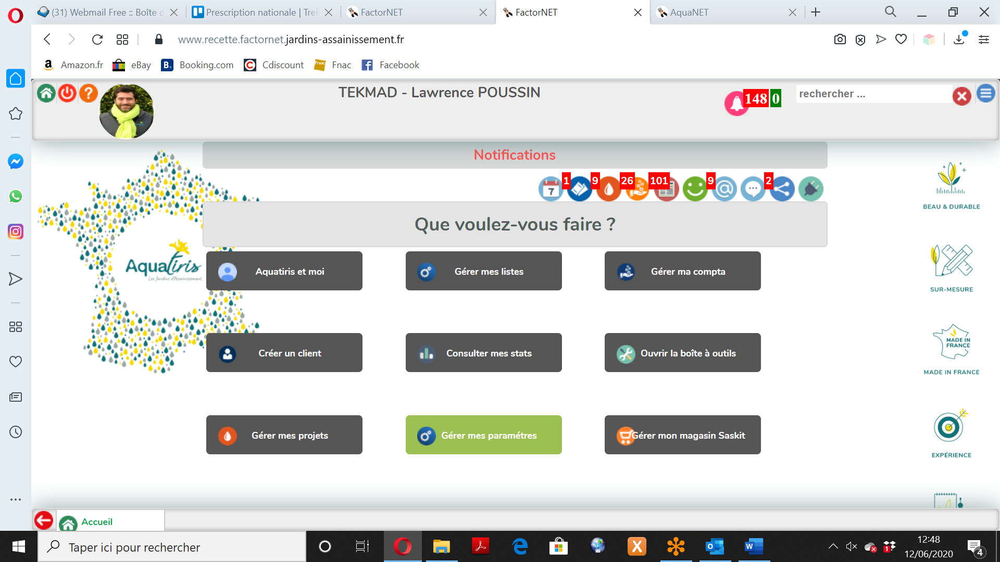 (31) Webmail Free :: Boîte d
Prescription nationale | Trel
FactorNET
FactorNET
AquaNET
www.recette.factornet.jardins-assainissement.fr
Amazon.fr
eBay
B. Booking.com
Cdiscount
fnac Fnac
Facebook
TEKMAD - Lawrence POUSSIN
148 0
rechercher ...
Notifications
7
1
9
26
101
9
2
Que voulez-vous faire ?
Aquatiris
Les Jardins d'Assainissement
Aquatiris et moi
Gérer mes listes
Gérer ma compta
Créer un client
Consulter mes stats
Ouvrir la boîte à outils
Gérer mes projets
Gérer mes paramétres
Gérer mon magasin Saskit
BEAU & DURABLE
SUR-MESURE
MADE IN
FRANCE
MADE IN FRANCE
EXPÉRIENCE
Accueil
Taper ici pour rechercher
12:48
12/06/2020
4